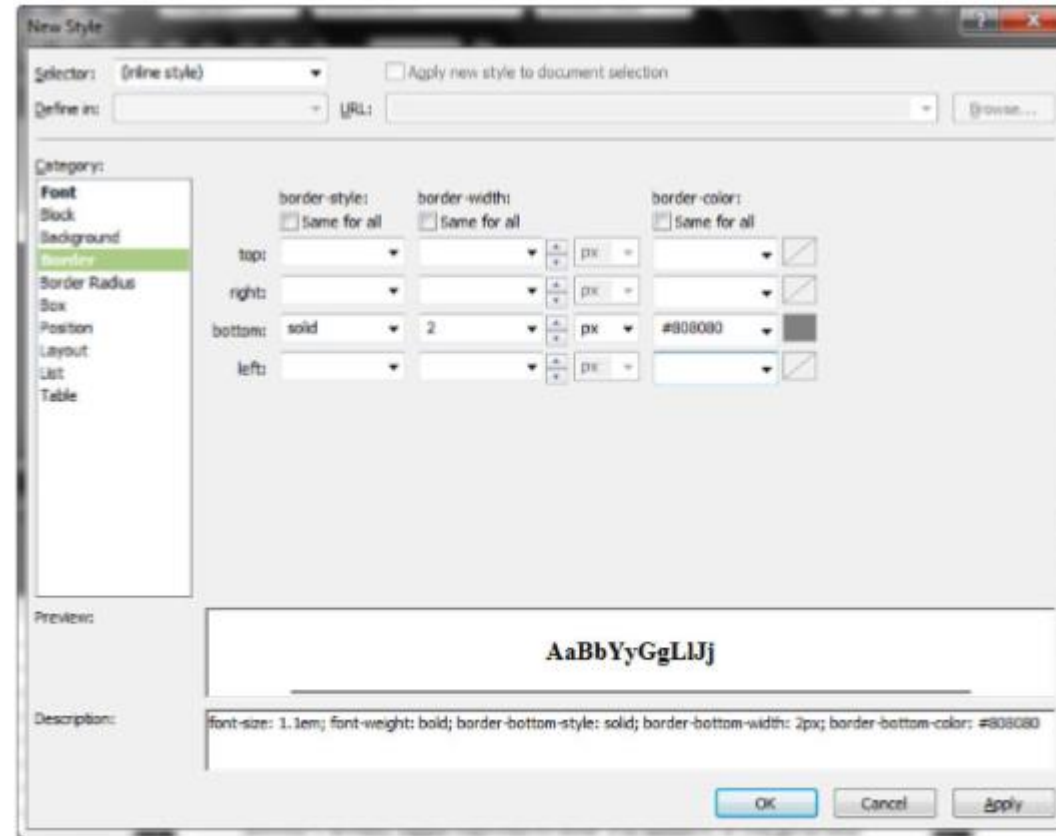 New Style
Selector: (inline style) Apply new style to document selection
Define in: URL: Browse...
Category:
Font
Block
Background
Border
Border Radius
Box
Position
Layout
List
Table
border-style: border-width: border-color:
Same for all Same for all Same for all
top: px
right: px
bottom: solid 2 px #808080
left: px
Preview:
AaBbYyGgLlJj
Description:
font-size: 1.1em; font-weight: bold; border-bottom-style: solid; border-bottom-width: 2px; border-bottom-color: #808080
OK Cancel Apply